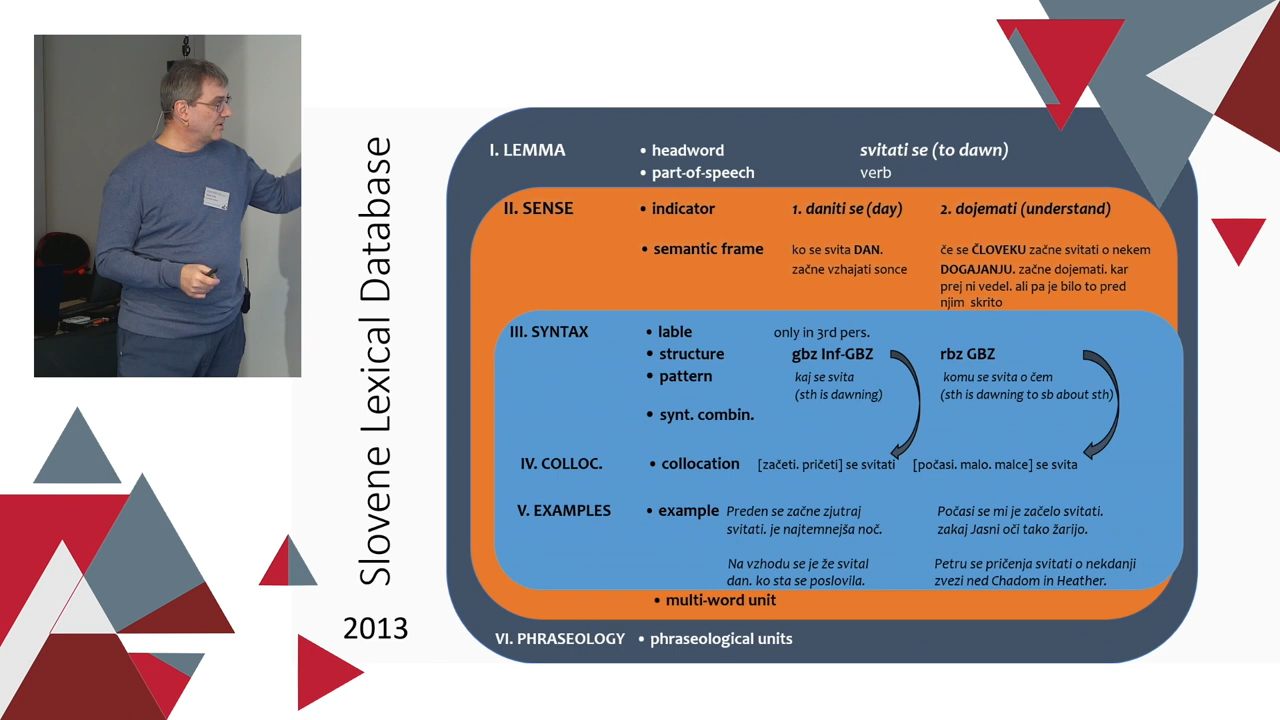 Slovene Lexical Database
2013
I. LEMMA • headword svitati se (to dawn)
• part-of-speech verb
II. SENSE • indicator 1. daniti se (day) 2. dojemati (understand)
• semantic frame ko se svita DAN. če se ČLOVEKU začne svitati o nekem
začne vzhajati sonce DOGAJANJU. začne dojemati. kar
prej ni vedel. ali pa je bilo to pred
njim skrito
III. SYNTAX • lable only in 3rd pers.
• structure gbz Inf-GBZ rbz GBZ
• pattern kaj se svita komu se svita o čem
(sth is dawning) (sth is dawning to sb about sth)
• synt. combin.
IV. COLLOC. • collocation [začeti. pričeti] se svitati [počasi. malo. malce] se svita
V. EXAMPLES • example Preden se začne zjutraj Počasi se mi je začelo svitati.
svitati. je najtemnejša noč. zakaj Jasni oči tako žarijo.
Na vzhodu se je že svital Petru se pričenja svitati o nekdanji
dan. ko sta se poslovila. zvezi ned Chadom in Heather.
• multi-word unit
VI. PHRASEOLOGY • phraseological units